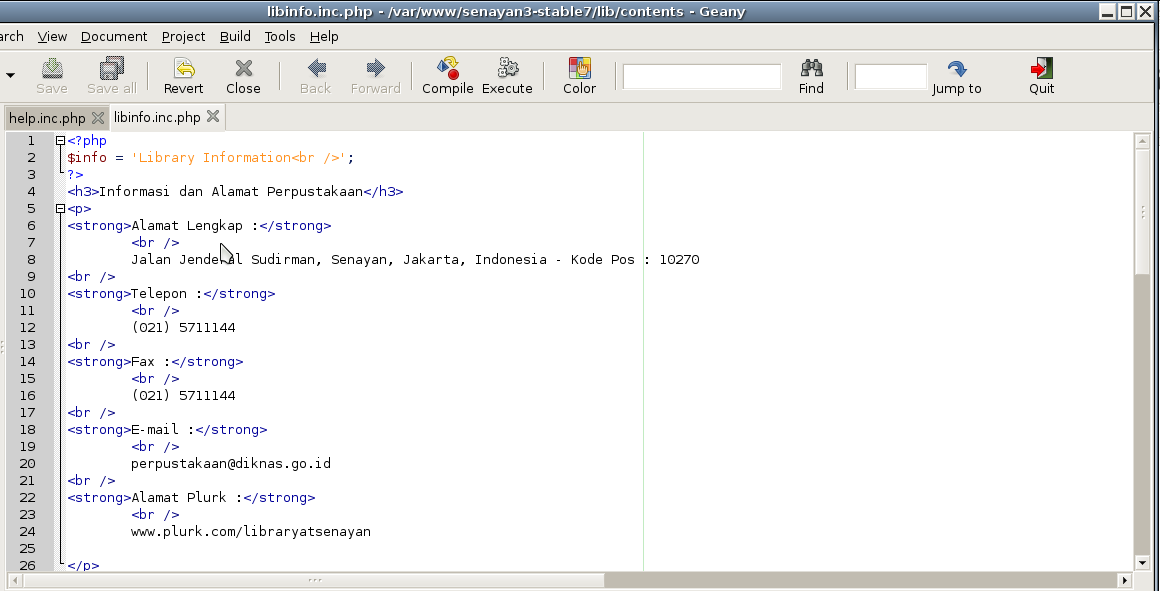 libinfo.inc.php - /var/www/senayan3-stable7/lib/contents - Geany
arch View Document Project Build Tools Help
Save Save all Revert Close Back Forward Compile Execute Color Find Jump to Quit
help.inc.php libinfo.inc.php
1 <?php
2 $info = 'Library Information<br />';
3 ?>
4 <h3>Informasi dan Alamat Perpustakaan</h3>
5 <p>
6 <strong>Alamat Lengkap :</strong>
7 <br />
8 Jalan Jenderal Sudirman, Senayan, Jakarta, Indonesia - Kode Pos : 10270
9 <br />
10 <strong>Telepon :</strong>
11 <br />
12 (021) 5711144
13 <br />
14 <strong>Fax :</strong>
15 <br />
16 (021) 5711144
17 <br />
18 <strong>E-mail :</strong>
19 <br />
20 perpustakaan@diknas.go.id
21 <br />
22 <strong>Alamat Plurk :</strong>
23 <br />
24 www.plurk.com/libraryatsenayan
25
26 </p>